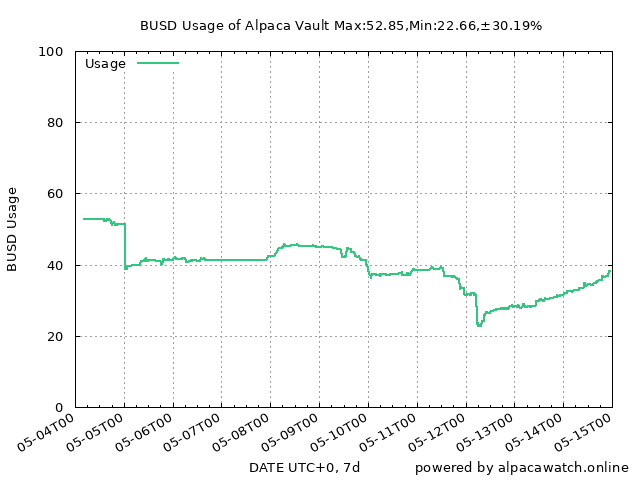 BUSD Usage of Alpaca Vault Max:52.85,Min:22.66,±30.19%
Usage
BUSD Usage
100
80
60
40
20
0
05-04T00
05-05T00
05-06T00
05-07T00
05-08T00
05-09T00
05-10T00
05-11T00
05-12T00
05-13T00
05-14T00
05-15T00
DATE UTC+0, 7d
powered by alpacawatch.online